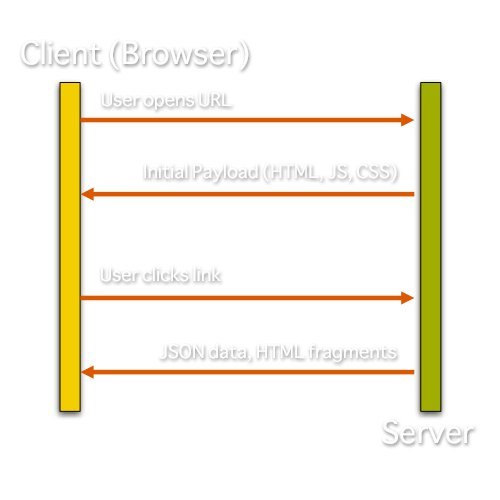 Client (Browser)
User opens URL
Initial Payload (HTML, JS, CSS)
User clicks link
JSON data, HTML fragments
Server